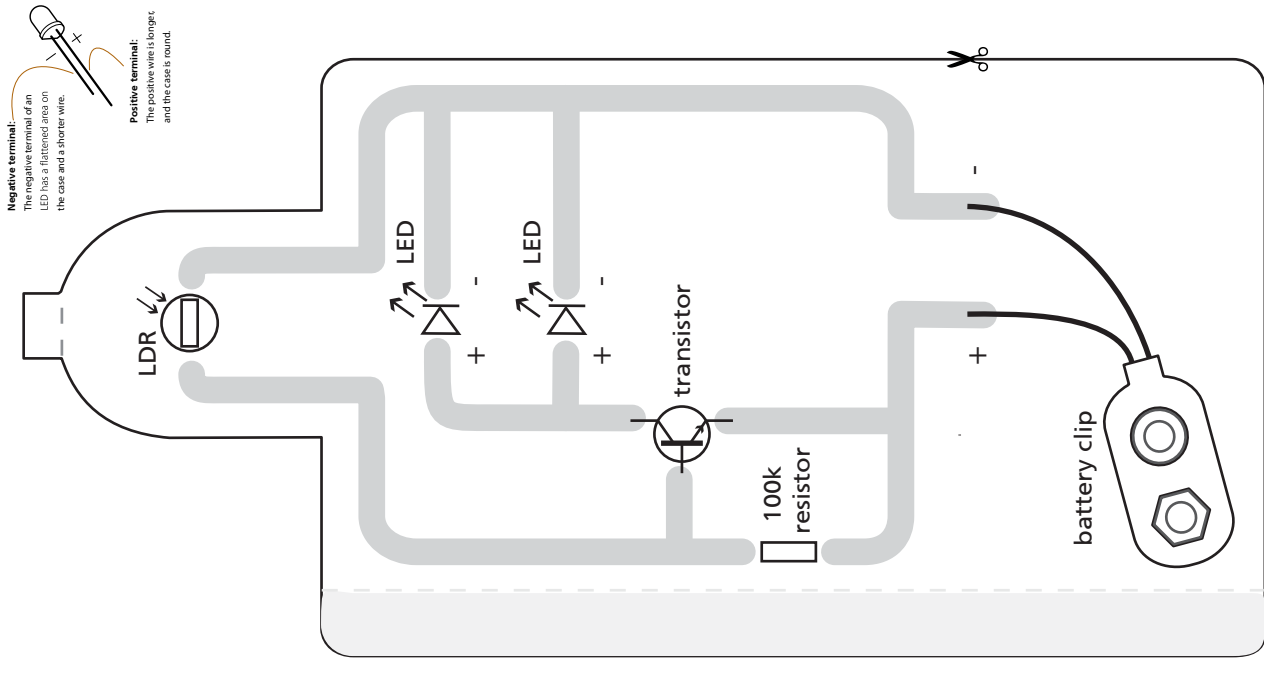 Negative terminal:
The negative terminal of an
LED has a flattened area on
the case and a shorter wire.
-
+
Positive terminal:
The positive wire is longer,
and the case is round.
LDR
LED
-
+
LED
-
+
transistor
100k
resistor
-
+
battery clip